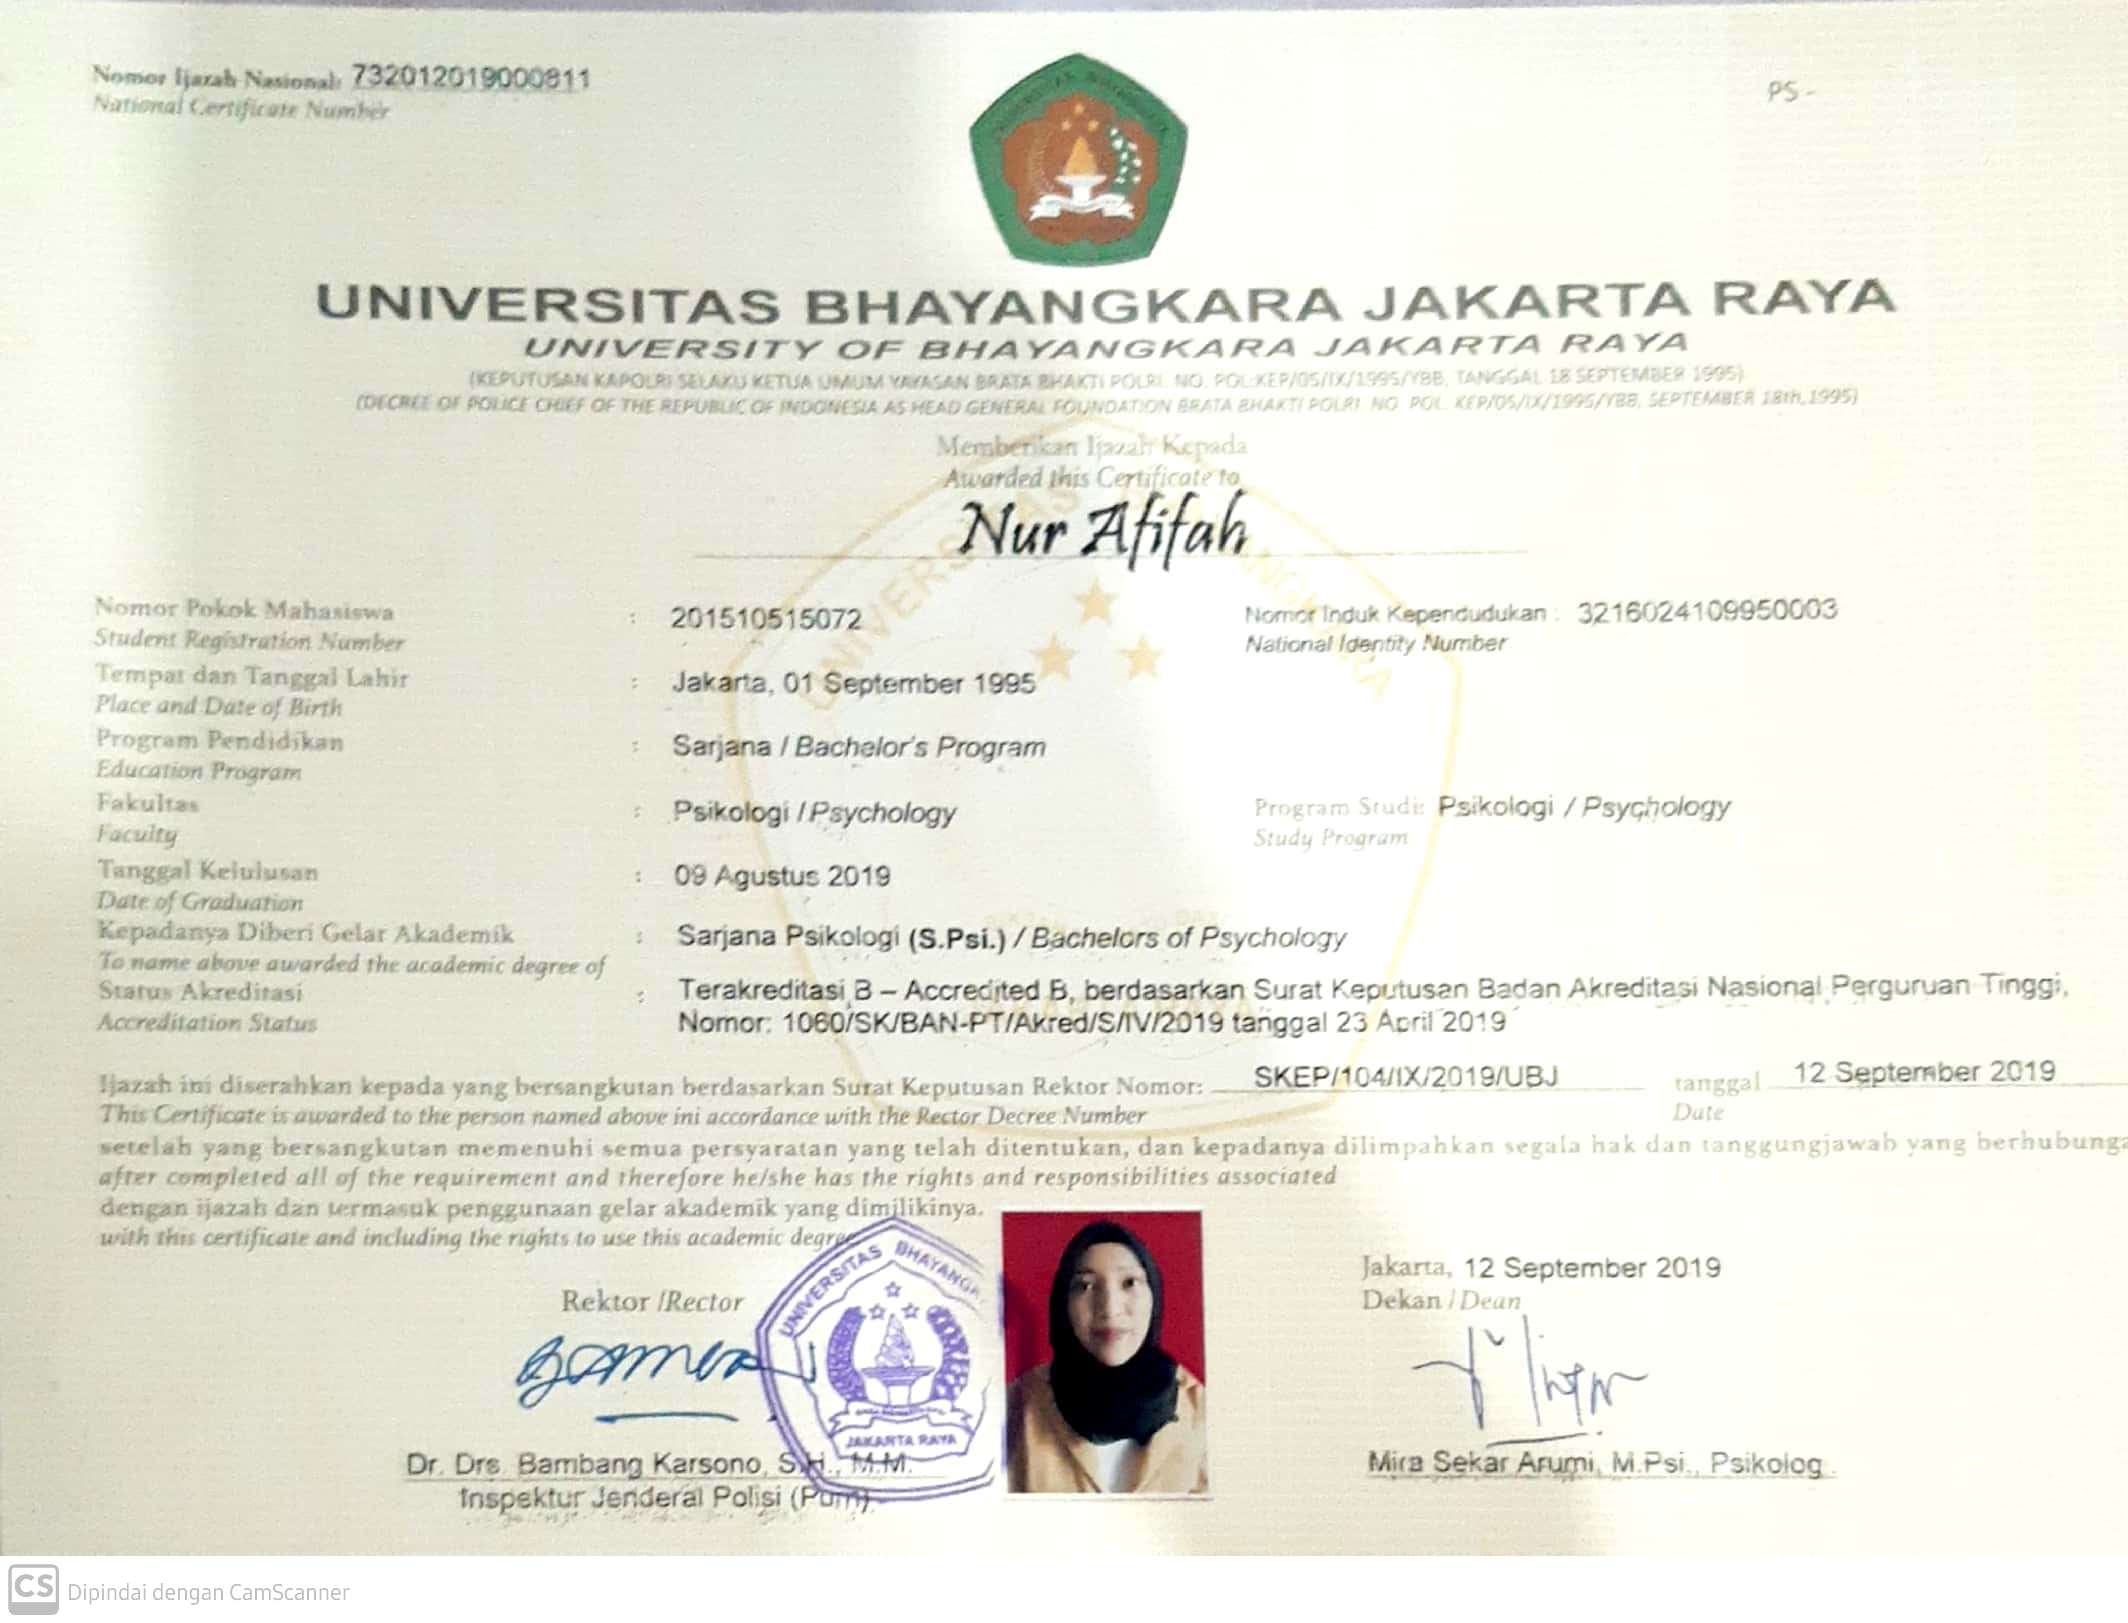 Nomor Ijazah Nasional: 732012019000811
National Certificate Number
PS -
UNIVERSITAS BHAYANGKARA JAKARTA RAYA
UNIVERSITY OF BHAYANGKARA JAKARTA RAYA
(KEPUTUSAN KAPOLRI SELAKU KETUA UMUM YAYASAN BRATA BHAKTI POLRI. NO. POL:KEP/05/IX/1995/YBB, TANGGAL 18 SEPTEMBER 1995)
(DECREE OF POLICE CHIEF OF THE REPUBLIC OF INDONESIA AS HEAD GENERAL FOUNDATION BRATA BHAKTI POLRI NO POL. KEP/05/IX/1995/YBB, SEPTEMBER 18th, 1995)
Memberikan Ijazah Kepada
Awarded this Certificate to
Nur Afifah
Nomor Pokok Mahasiswa : 201510515072 Nomor Induk Kependudukan : 3216024109950003
Student Registration Number National Identity Number
Tempat dan Tanggal Lahir : Jakarta, 01 September 1995
Place and Date of Birth
Program Pendidikan : Sarjana / Bachelor's Program
Education Program
Fakultas : Psikologi / Psychology Program Studi: Psikologi / Psychology
Faculty Study Program
Tanggal Kelulusan : 09 Agustus 2019
Date of Graduation
Kepadanya Diberi Gelar Akademik : Sarjana Psikologi (S.Psi.) / Bachelors of Psychology
To name above awarded the academic degree of
Status Akreditasi : Terakreditasi B – Accredited B, berdasarkan Surat Keputusan Badan Akreditasi Nasional Perguruan Tinggi,
Accreditation Status Nomor: 1060/SK/BAN-PT/Akred/S/IV/2019 tanggal 23 April 2019
Ijazah ini diserahkan kepada yang bersangkutan berdasarkan Surat Keputusan Rektor Nomor: SKEP/104/IX/2019/UBJ tanggal 12 September 2019
This Certificate is awarded to the person named above ini accordance with the Rector Decree Number Date
setelah yang bersangkutan memenuhi semua persyaratan yang telah ditentukan, dan kepadanya dilimpahkan segala hak dan tanggungjawab yang berhubunga
after completed all of the requirement and therefore he/she has the rights and responsibilities associated
dengan ijazah dan termasuk penggunaan gelar akademik yang dimilikinya.
with this certificate and including the rights to use this academic degree
UNIVERSITAS BHAYANGKA
JAKARTA RAYA
Rektor /Rector
Dr. Drs. Bambang Karsono, S.H., M.M.
Inspektur Jenderal Polisi (Purn)
Jakarta, 12 September 2019
Dekan / Dean
Mira Sekar Arumi, M.Psi., Psikolog
CS Dipindai dengan CamScanner